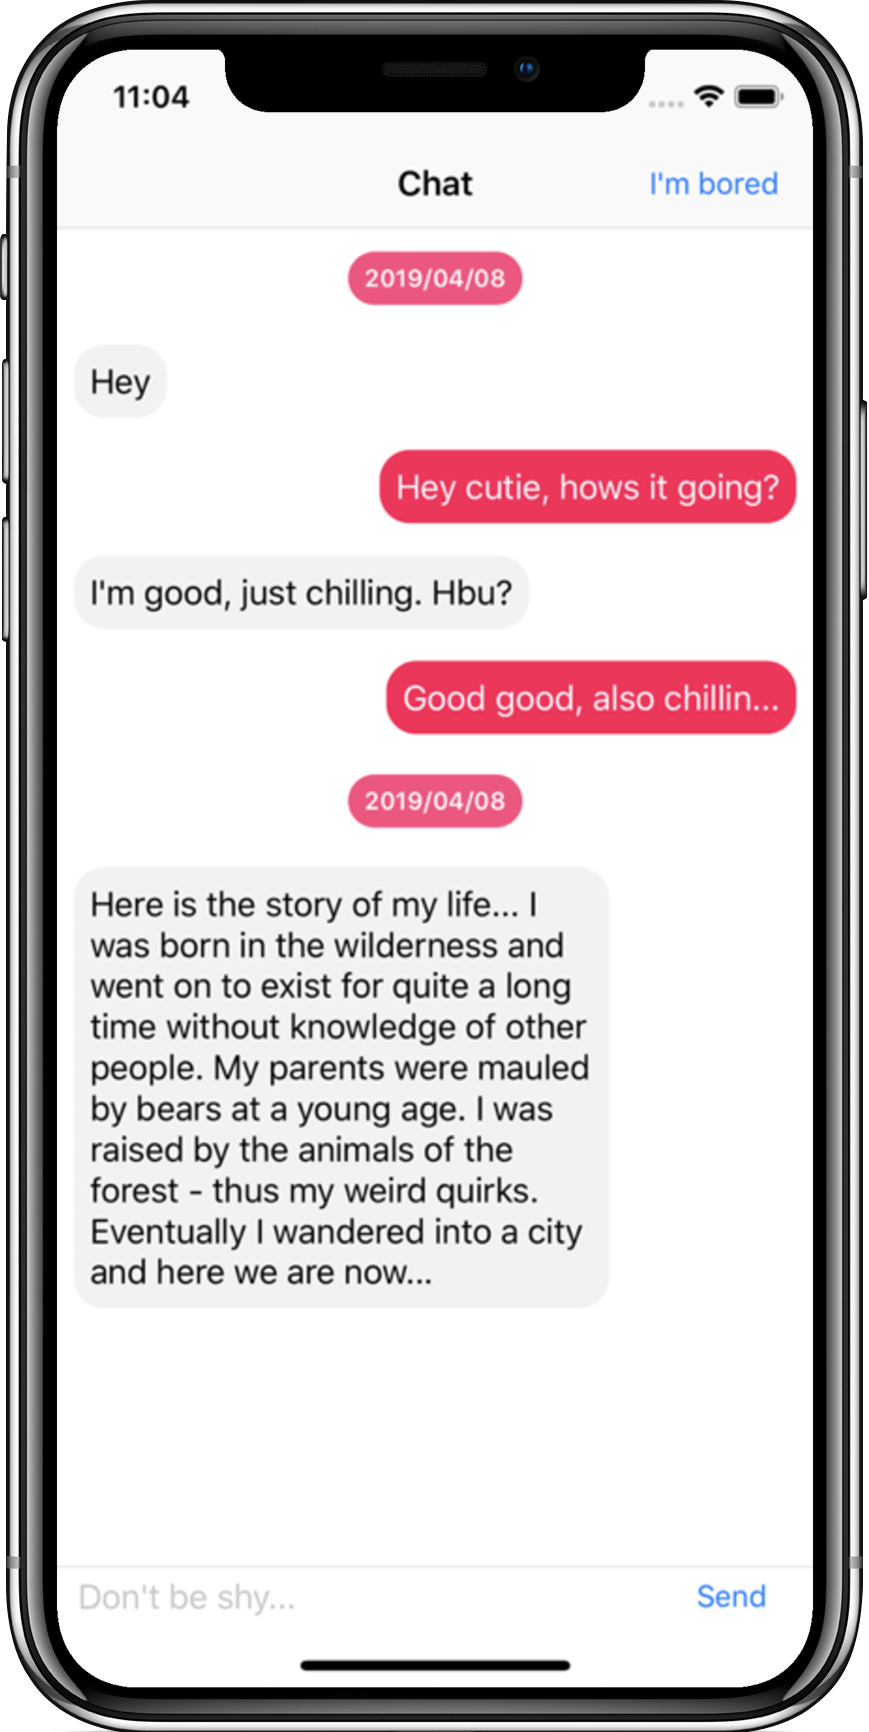 11:04
Chat
I'm bored
2019/04/08
Hey
Hey cutie, hows it going?
I'm good, just chilling. Hbu?
Good good, also chillin...
2019/04/08
Here is the story of my life... I
was born in the wilderness and
went on to exist for quite a long
time without knowledge of other
people. My parents were mauled
by bears at a young age. I was
raised by the animals of the
forest - thus my weird quirks.
Eventually I wandered into a city
and here we are now...
Don't be shy...
Send